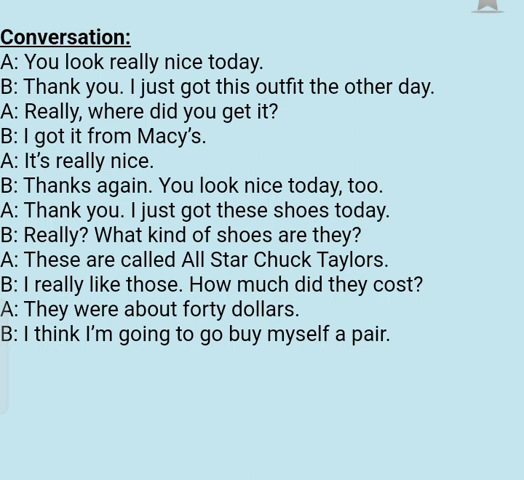 Conversation:
A: You look really nice today.
B: Thank you. I just got this outfit the other day.
A: Really, where did you get it?
B: I got it from Macy’s.
A: It’s really nice.
B: Thanks again. You look nice today, too.
A: Thank you. I just got these shoes today.
B: Really? What kind of shoes are they?
A: These are called All Star Chuck Taylors.
B: I really like those. How much did they cost?
A: They were about forty dollars.
B: I think I’m going to go buy myself a pair.